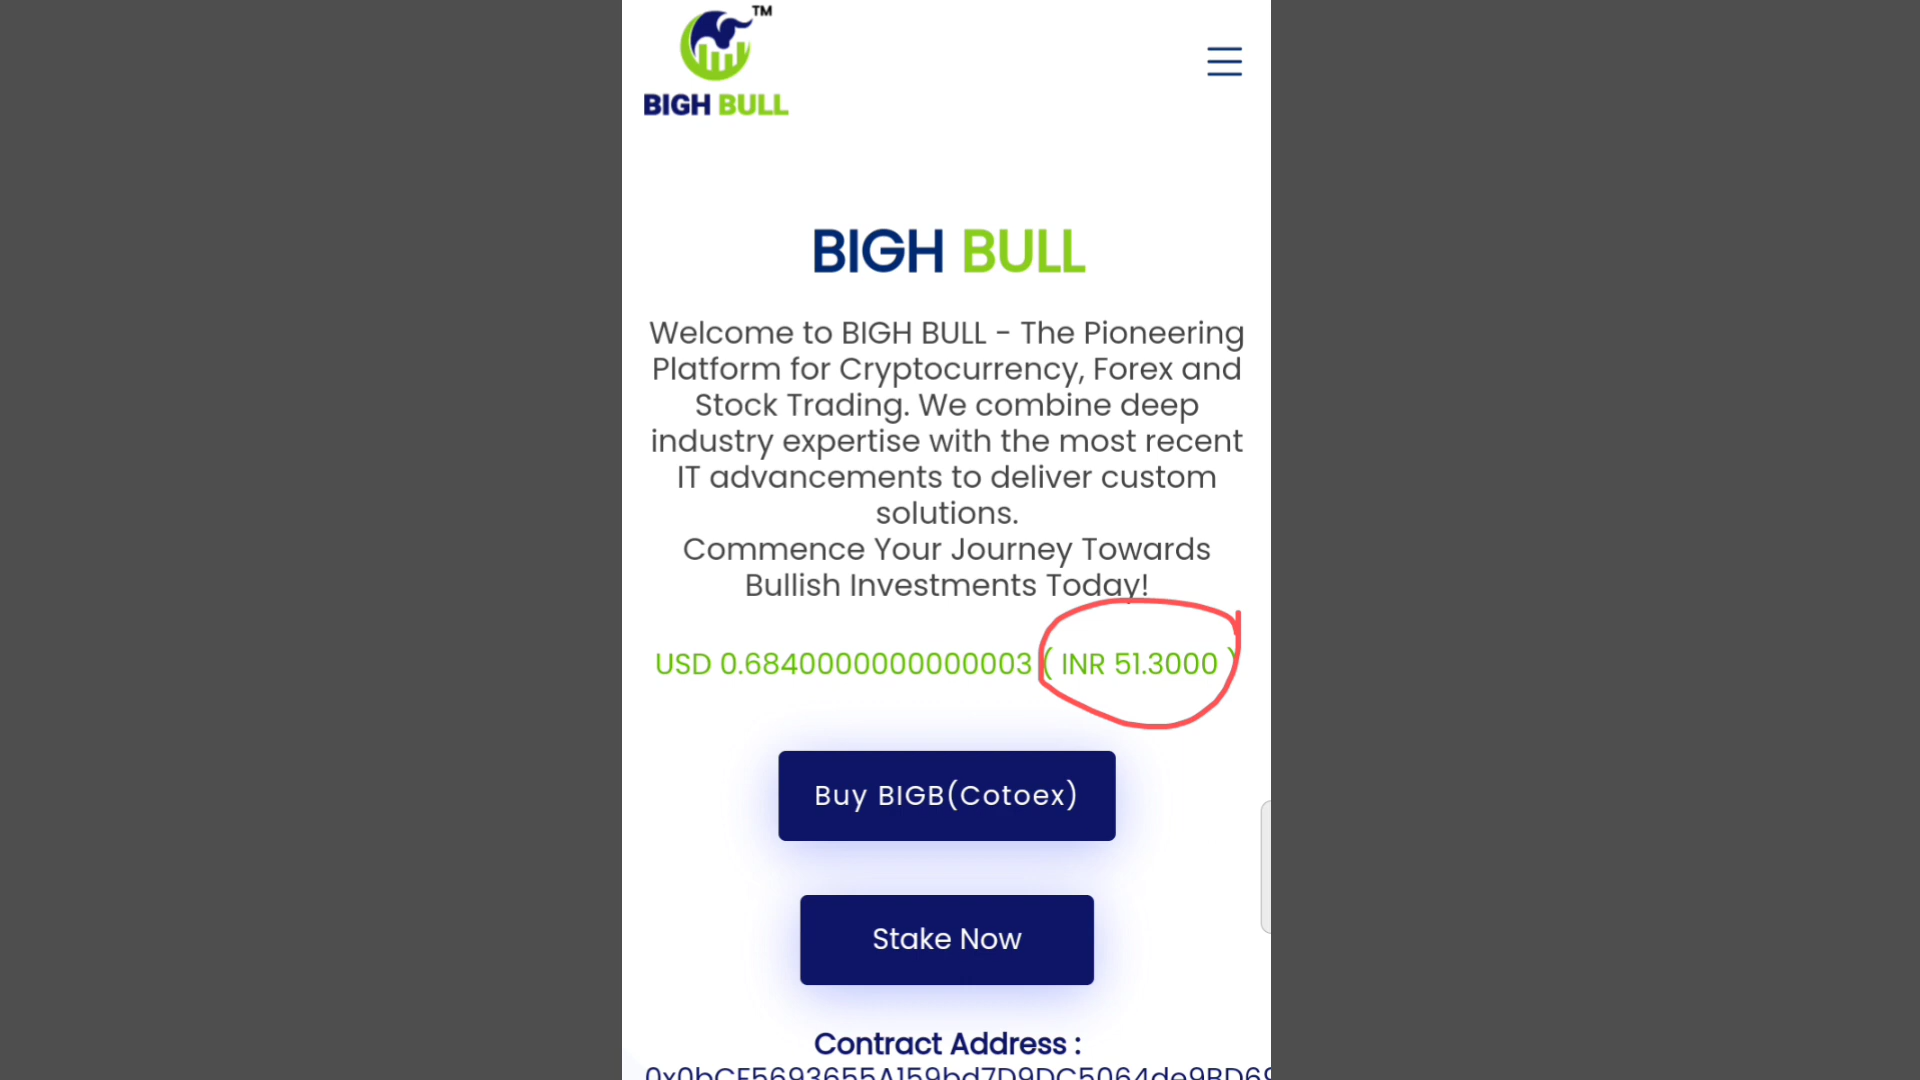 TM
BIGH BULL
BIGH BULL
Welcome to BIGH BULL - The Pioneering
Platform for Cryptocurrency, Forex and
Stock Trading. We combine deep
industry expertise with the most recent
IT advancements to deliver custom
solutions.
Commence Your Journey Towards
Bullish Investments Today!
USD 0.6840000000000003 ( INR 51.3000 )
Buy BIGB(Cotoex)
Stake Now
Contract Address :